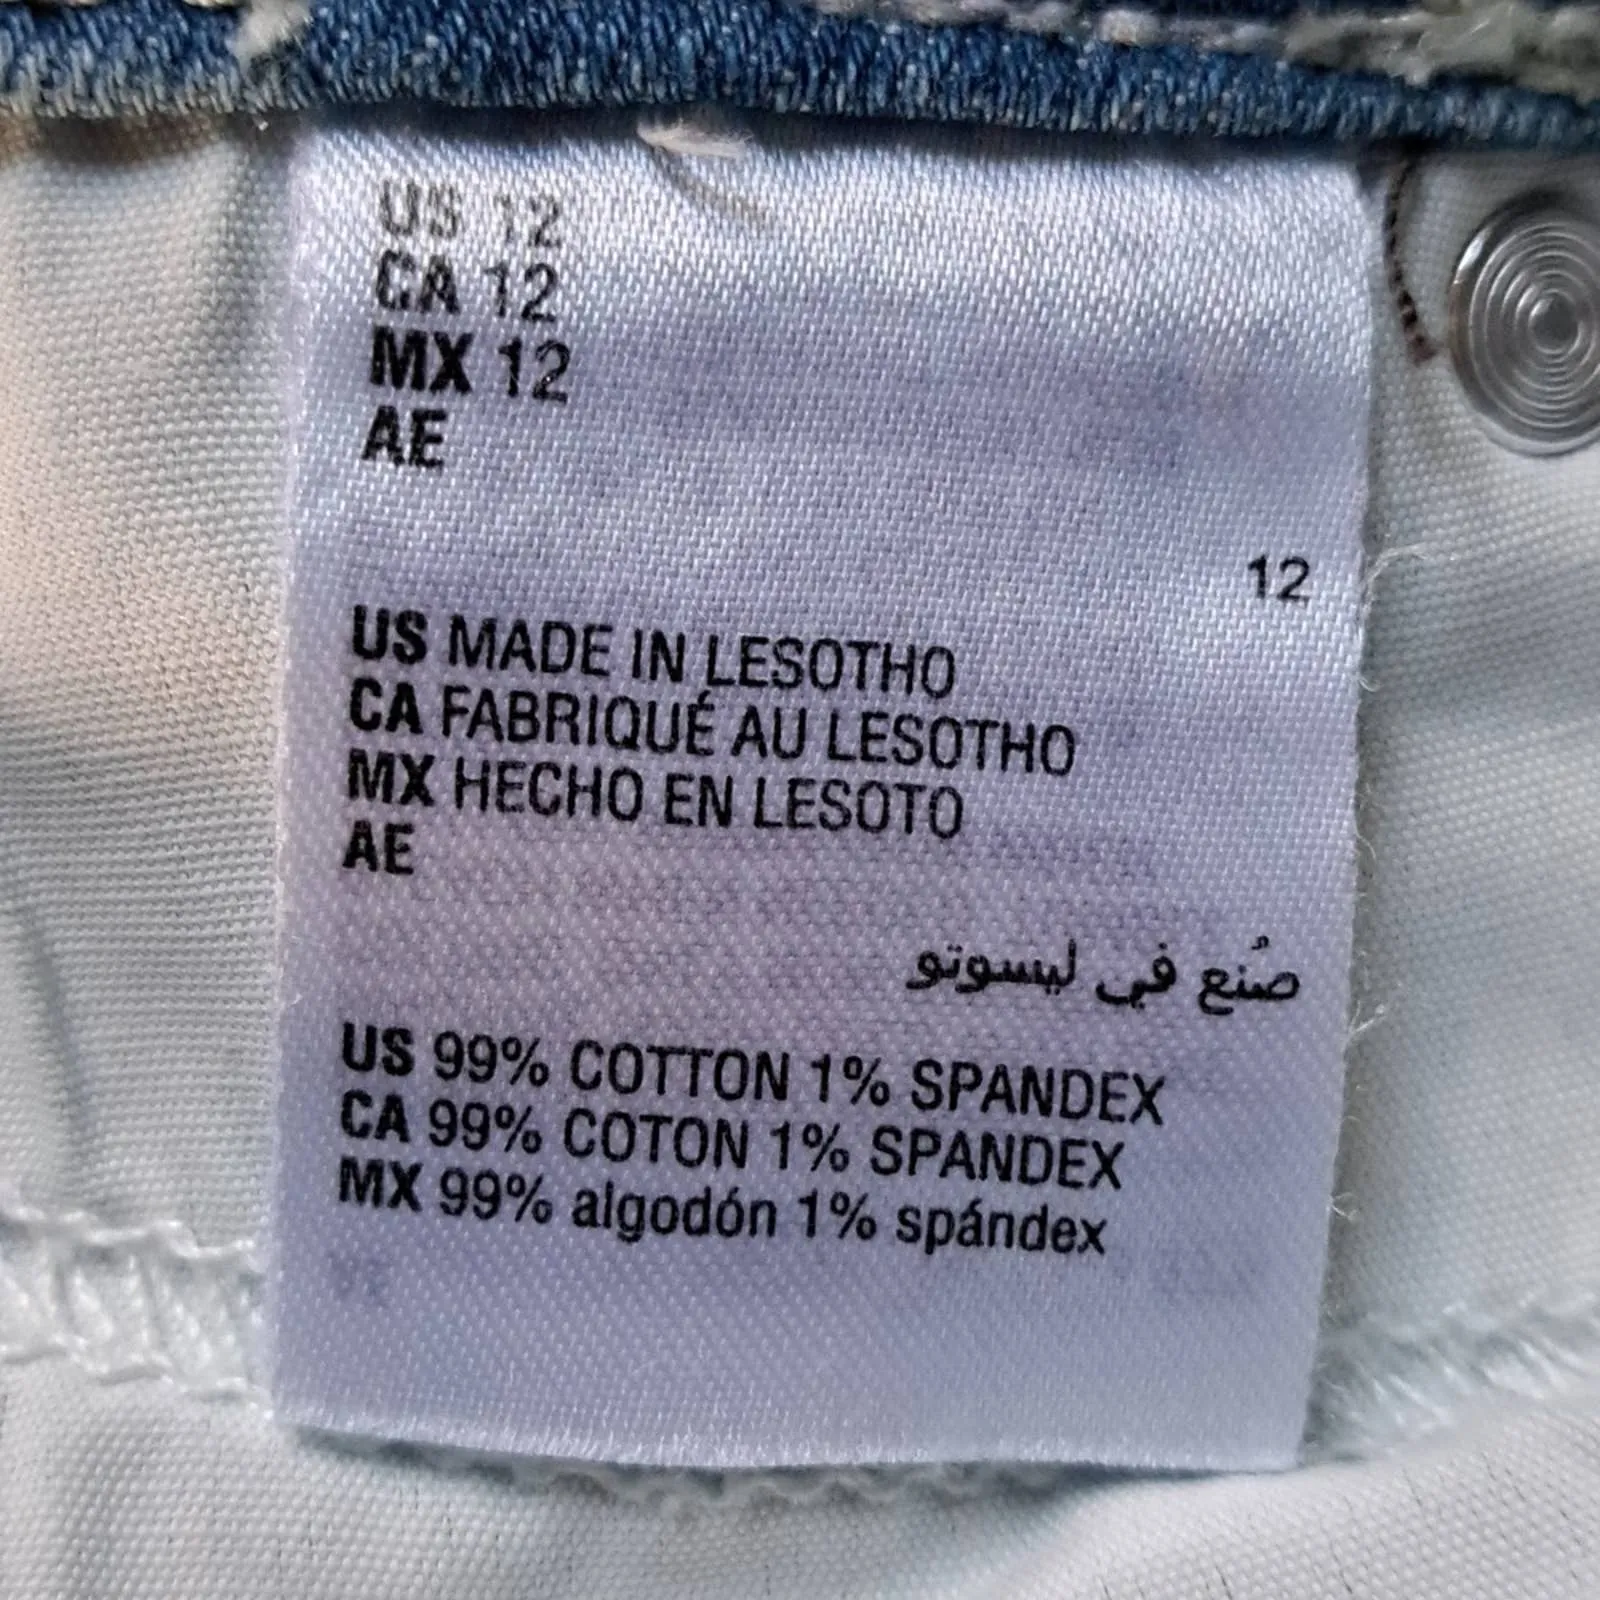 US 12
CA 12
MX 12
AE
12
US MADE IN LESOTHO
CA FABRIQUÉ AU LESOTHO
MX HECHO EN LESOTO
AE
صُنع في ليسوتو
US 99% COTTON 1% SPANDEX
CA 99% COTON 1% SPANDEX
MX 99% algodón 1% spándex